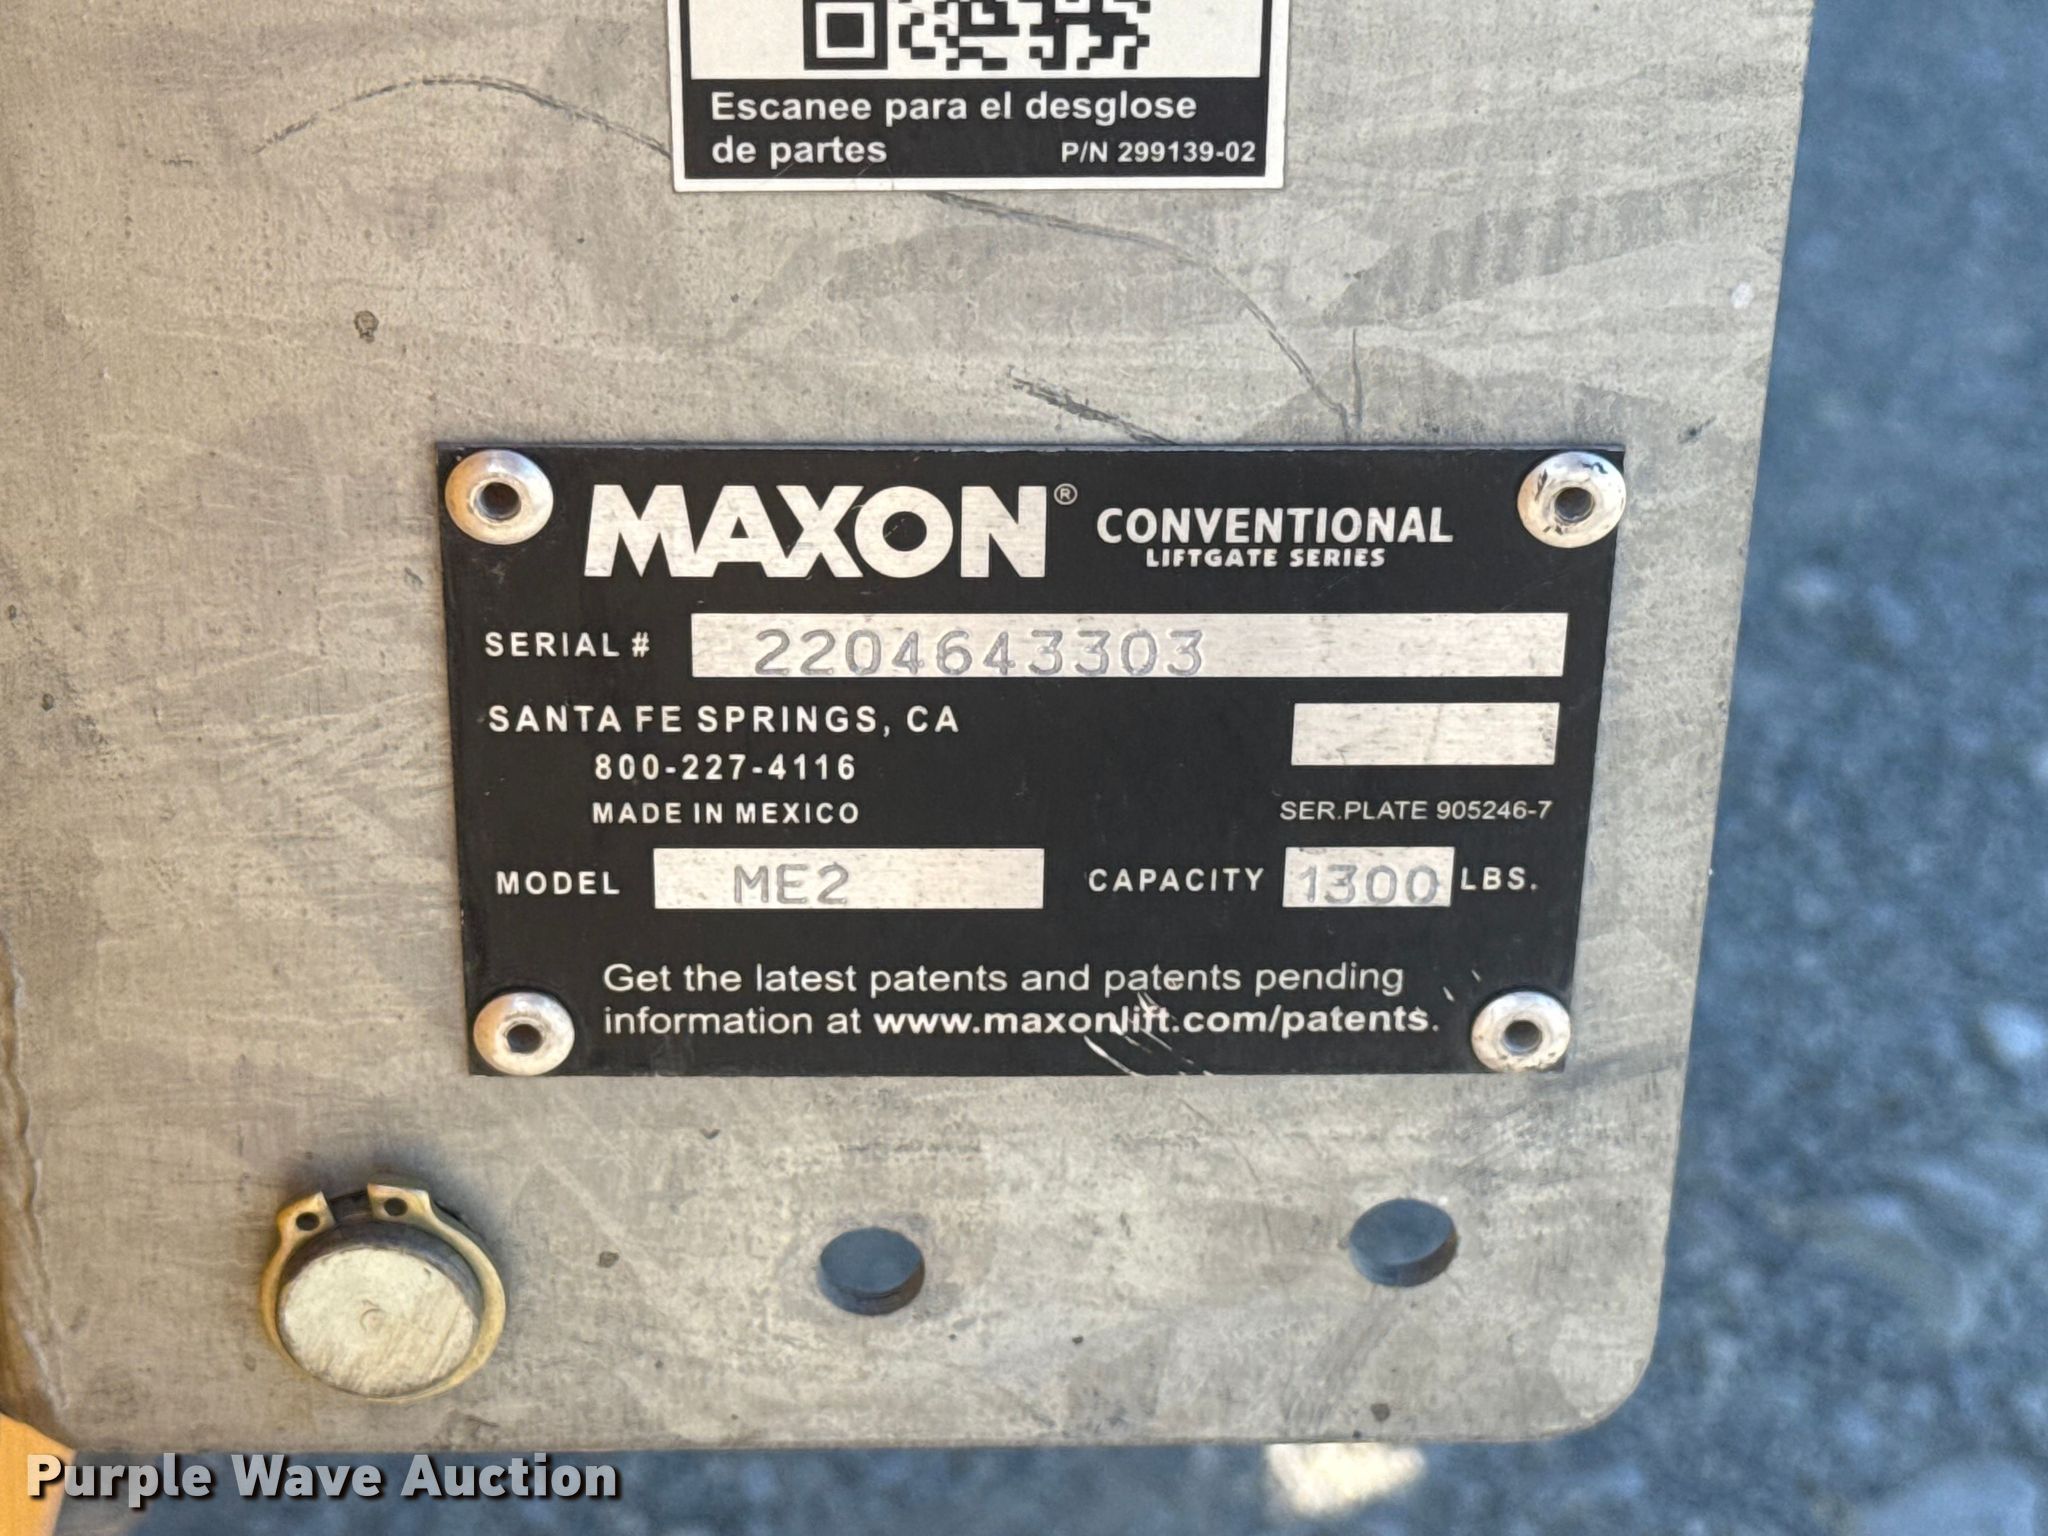 Escanee para el desglose
de partes P/N 299139-02
MAXON® CONVENTIONAL
LIFTGATE SERIES
SERIAL # 2204643303
SANTA FE SPRINGS, CA
800-227-4116
MADE IN MEXICO
SER.PLATE 905246-7
MODEL ME2 CAPACITY 1300 LBS.
Get the latest patents and patents pending
information at www.maxonlift.com/patents.
Purple Wave Auction